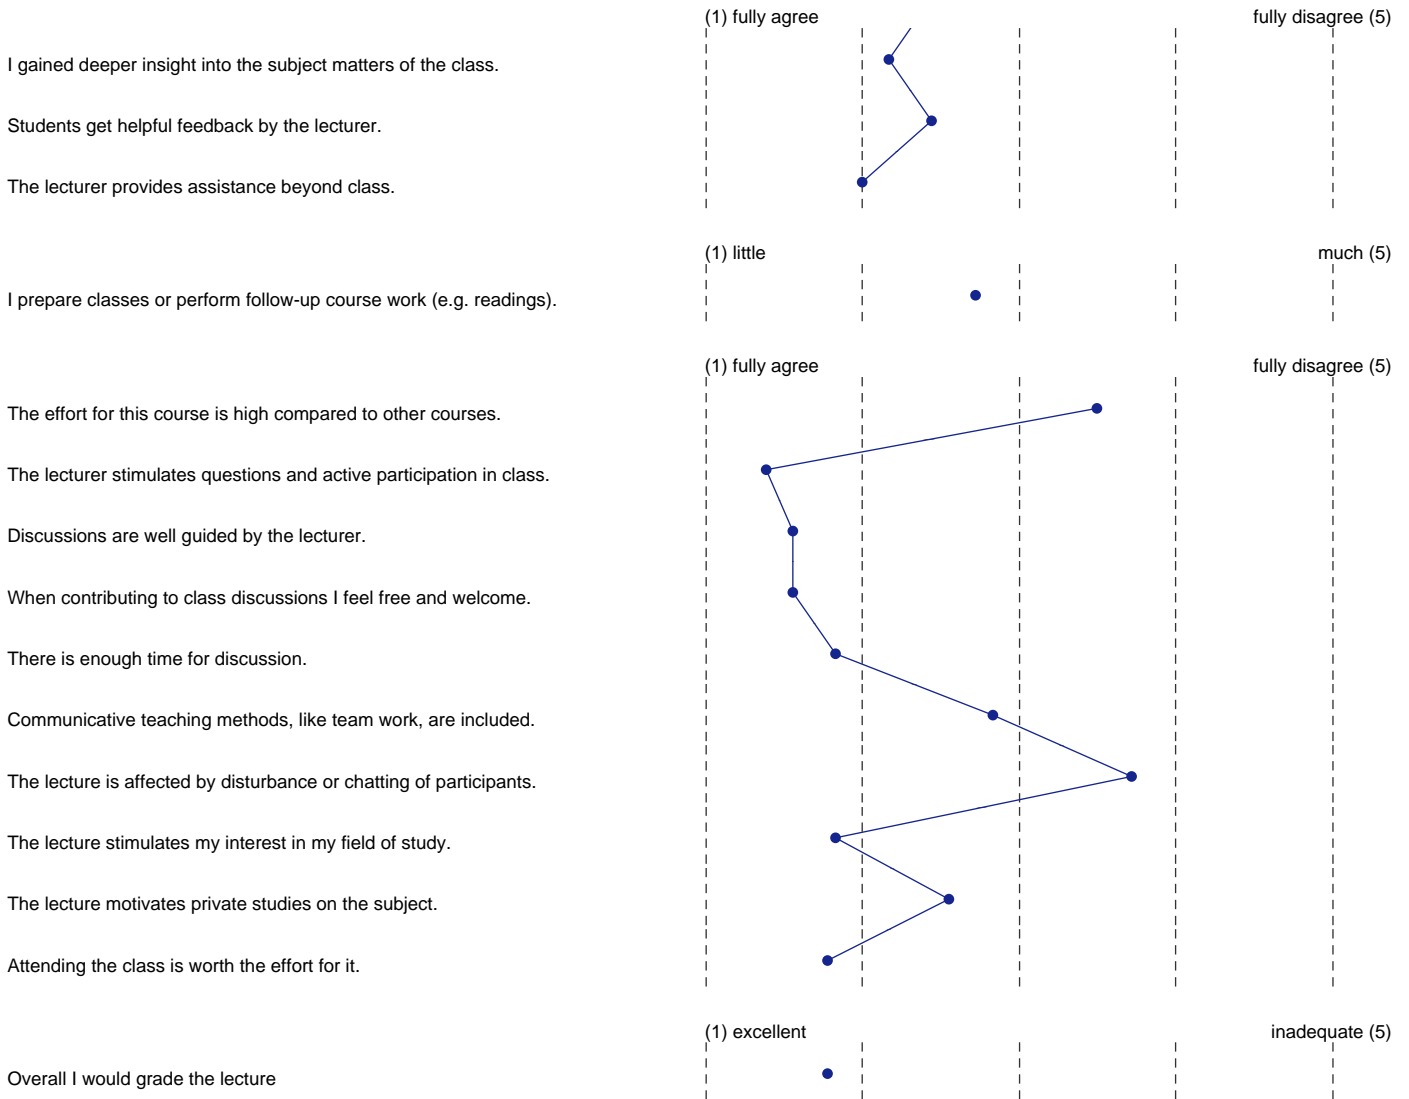 (1) fully agree fully disagree (5)
I gained deeper insight into the subject matters of the class.
Students get helpful feedback by the lecturer.
The lecturer provides assistance beyond class.
(1) little much (5)
I prepare classes or perform follow-up course work (e.g. readings).
(1) fully agree fully disagree (5)
The effort for this course is high compared to other courses.
The lecturer stimulates questions and active participation in class.
Discussions are well guided by the lecturer.
When contributing to class discussions I feel free and welcome.
There is enough time for discussion.
Communicative teaching methods, like team work, are included.
The lecture is affected by disturbance or chatting of participants.
The lecture stimulates my interest in my field of study.
The lecture motivates private studies on the subject.
Attending the class is worth the effort for it.
(1) excellent inadequate (5)
Overall I would grade the lecture